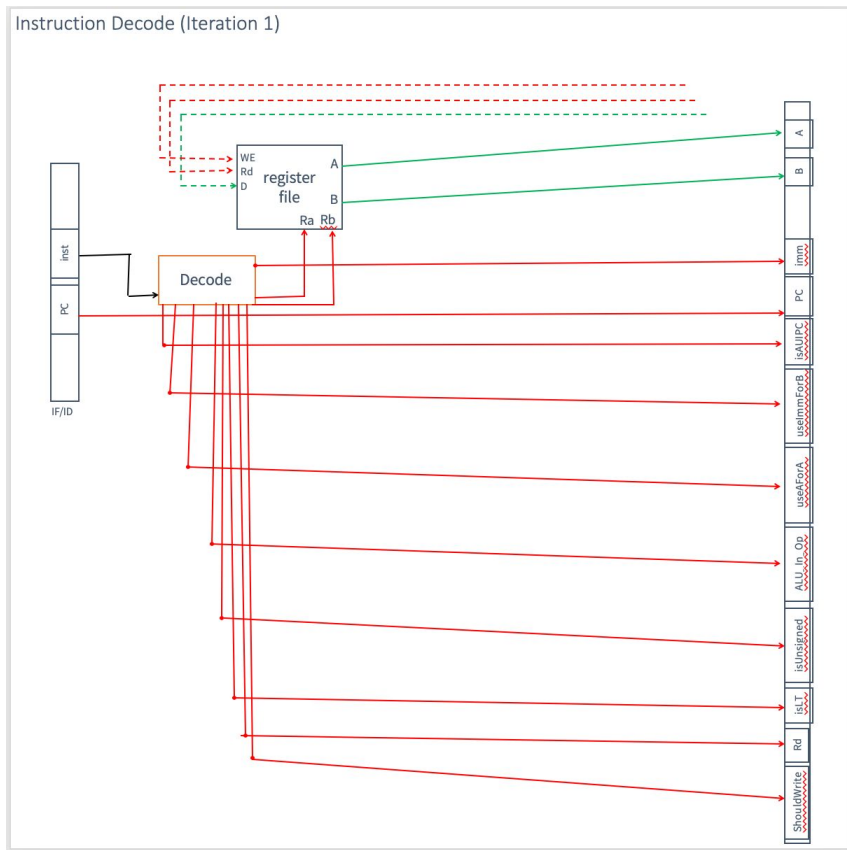 Instruction Decode (Iteration 1)
WE
Rd
D
register
file
A
B
Ra Rb
inst
PC
IF/ID
Decode
A
B
imm
PC
isAUIPC
useImmForB
useAForA
ALU_In_Op
isUnsigned
isLT
Rd
ShouldWrite